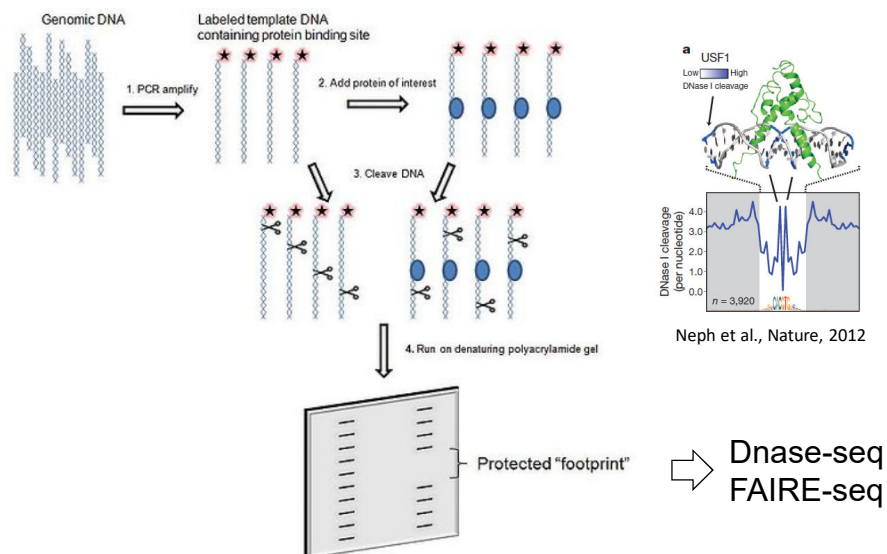 Genomic DNA
Labeled template DNA
containing protein binding site
1. PCR amplify
2. Add protein of interest
3. Cleave DNA
4. Run on denaturing polyacrylamide gel
Protected "footprint"
a
USF1
Low
High
DNase I cleavage
DNase I cleavage
(per nucleotide)
4.0
3.0
2.0
1.0
0.0
n = 3,920
Neph et al., Nature, 2012
Dnase-seq
FAIRE-seq